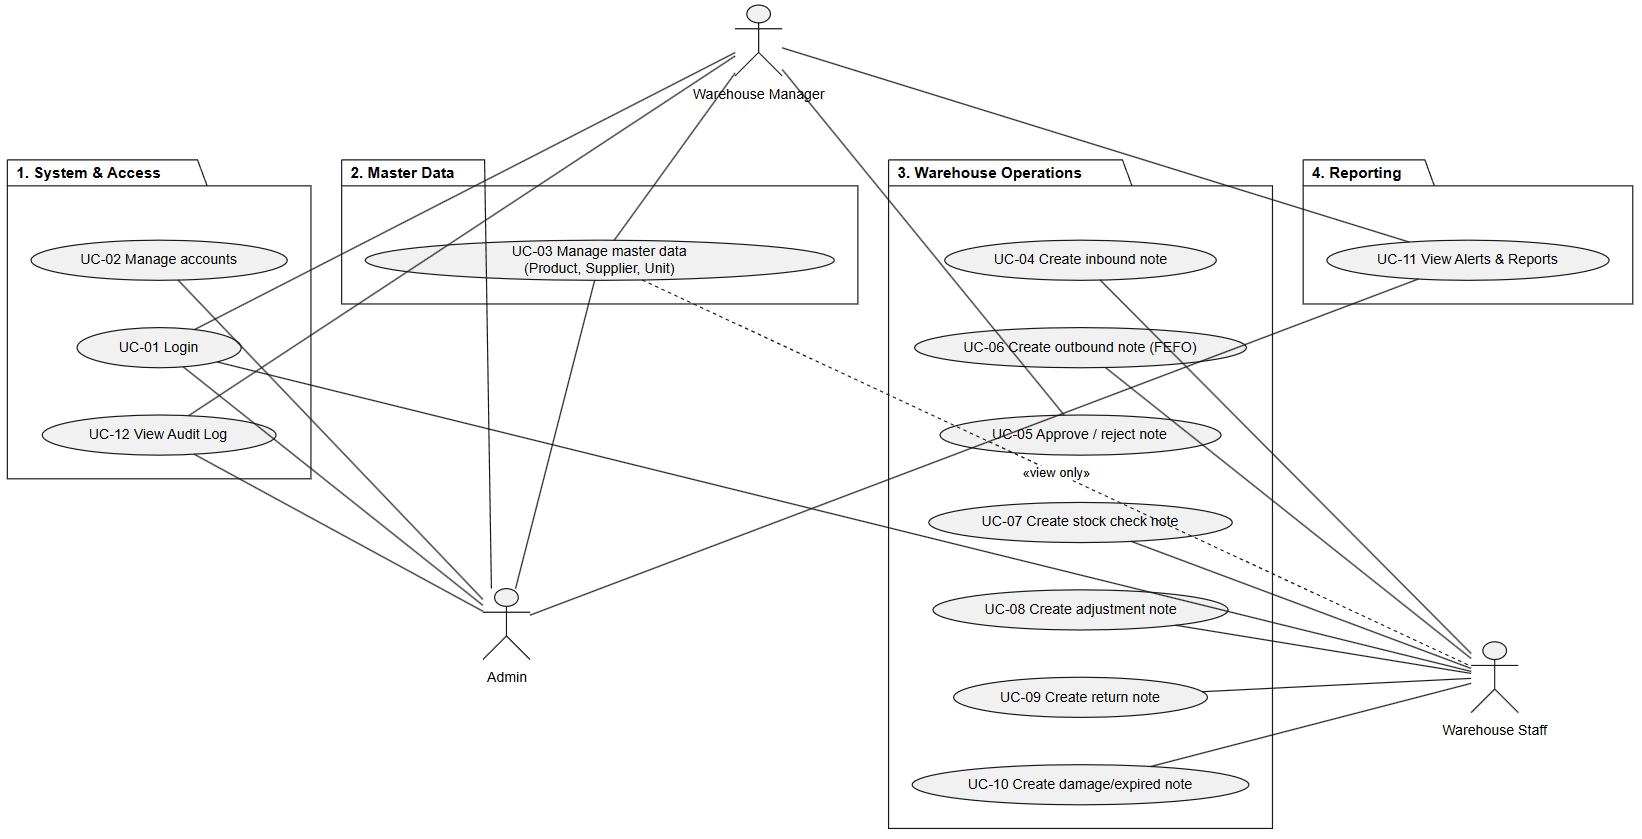 Warehouse Manager
1. System & Access
UC-02 Manage accounts
UC-01 Login
UC-12 View Audit Log
2. Master Data
UC-03 Manage master data
(Product, Supplier, Unit)
3. Warehouse Operations
UC-04 Create inbound note
UC-06 Create outbound note (FEFO)
UC-05 Approve / reject note
«view only»
UC-07 Create stock check note
UC-08 Create adjustment note
UC-09 Create return note
UC-10 Create damage/expired note
4. Reporting
UC-11 View Alerts & Reports
Admin
Warehouse Staff